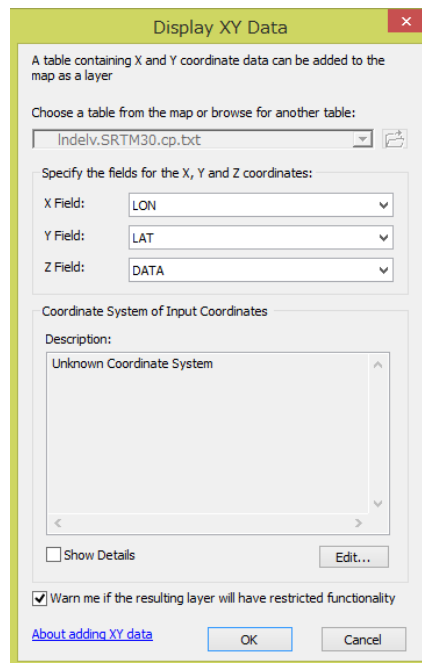 Display XY Data
A table containing X and Y coordinate data can be added to the
map as a layer
Choose a table from the map or browse for another table:
lndelv.SRTM30.cp.txt
Specify the fields for the X, Y and Z coordinates:
X Field: LON
Y Field: LAT
Z Field: DATA
Coordinate System of Input Coordinates
Description:
Unknown Coordinate System
Show Details Edit...
Warn me if the resulting layer will have restricted functionality
About adding XY data OK Cancel